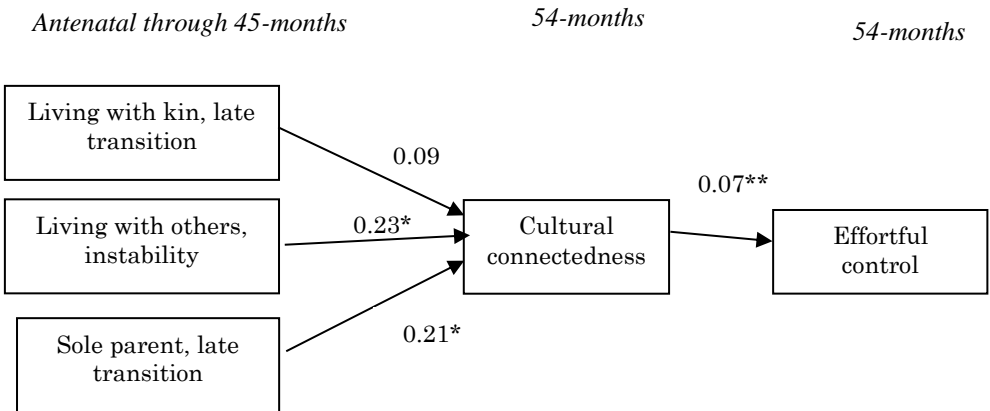 Antenatal through 45-months
54-months
54-months
Living with kin, late
transition
0.09
0.07**
Living with others,
instability
0.23*
Cultural
connectedness
Effortful
control
Sole parent, late
transition
0.21*